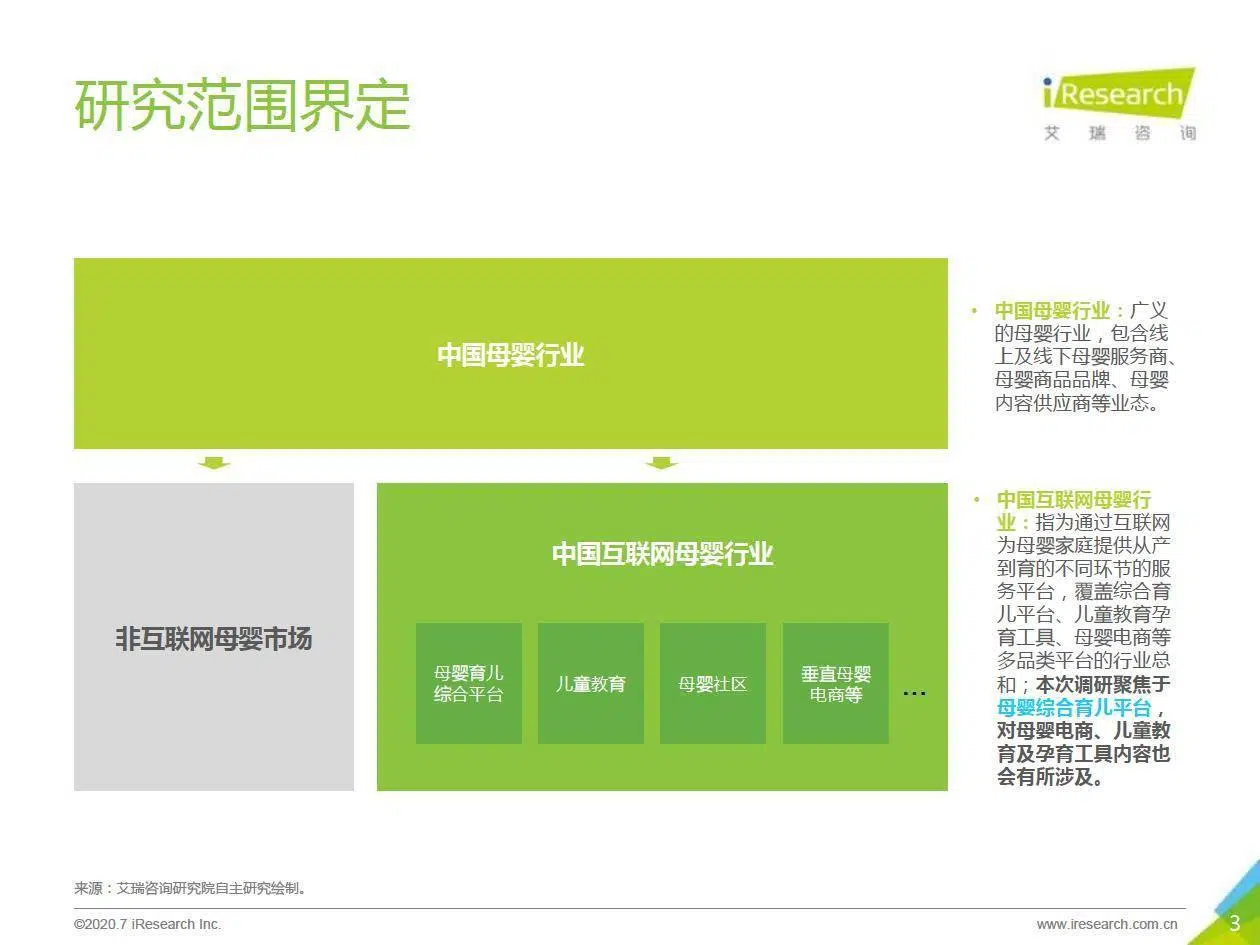 研究范围界定
iResearch
艾瑞咨询
中国母婴行业
• 中国母婴行业：广义
的母婴行业，包含线
上及线下母婴服务商、
母婴商品品牌、母婴
内容供应商等业态。
非互联网母婴市场
中国互联网母婴行业
母婴育儿
综合平台
儿童教育
母婴社区
垂直母婴
电商等
...
• 中国互联网母婴行
业：指为通过互联网
为母婴家庭提供从产
到育的不同环节的服
务平台，覆盖综合育
儿平台、儿童教育孕
育工具、母婴电商等
多品类平台的行业总
和；本次调研聚焦于
母婴综合育儿平台，
对母婴电商、儿童教
育及孕育工具内容也
会有所涉及。
来源：艾瑞咨询研究院自主研究绘制。
©2020.7 iResearch Inc.
www.iresearch.com.cn
3